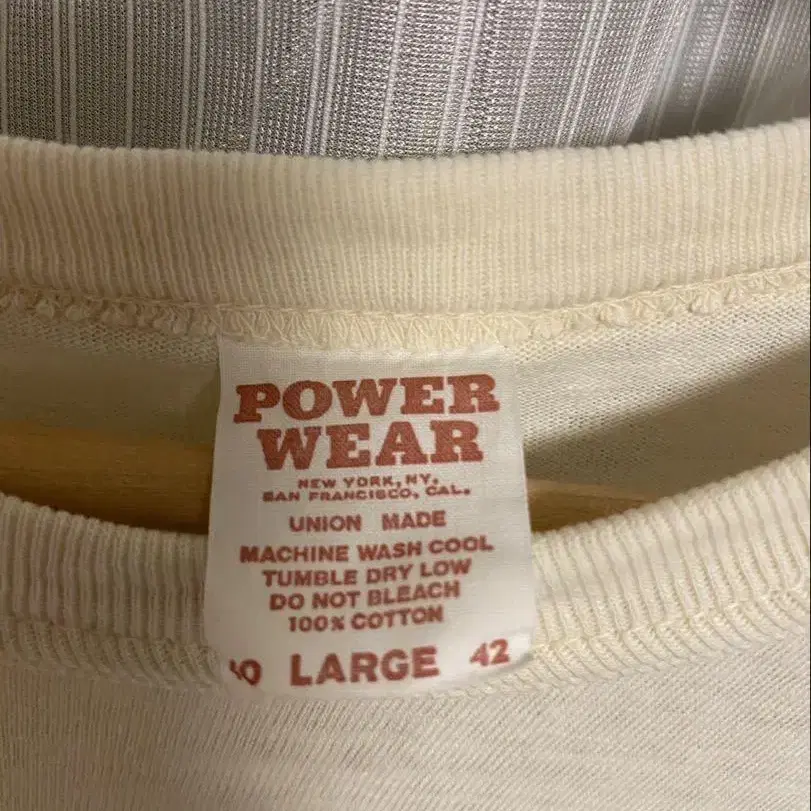 POWER
WEAR
NEW YORK, NY.
SAN FRANCISCO, CAL.
UNION MADE
MACHINE WASH COOL
TUMBLE DRY LOW
DO NOT BLEACH
100% COTTON
LARGE 42